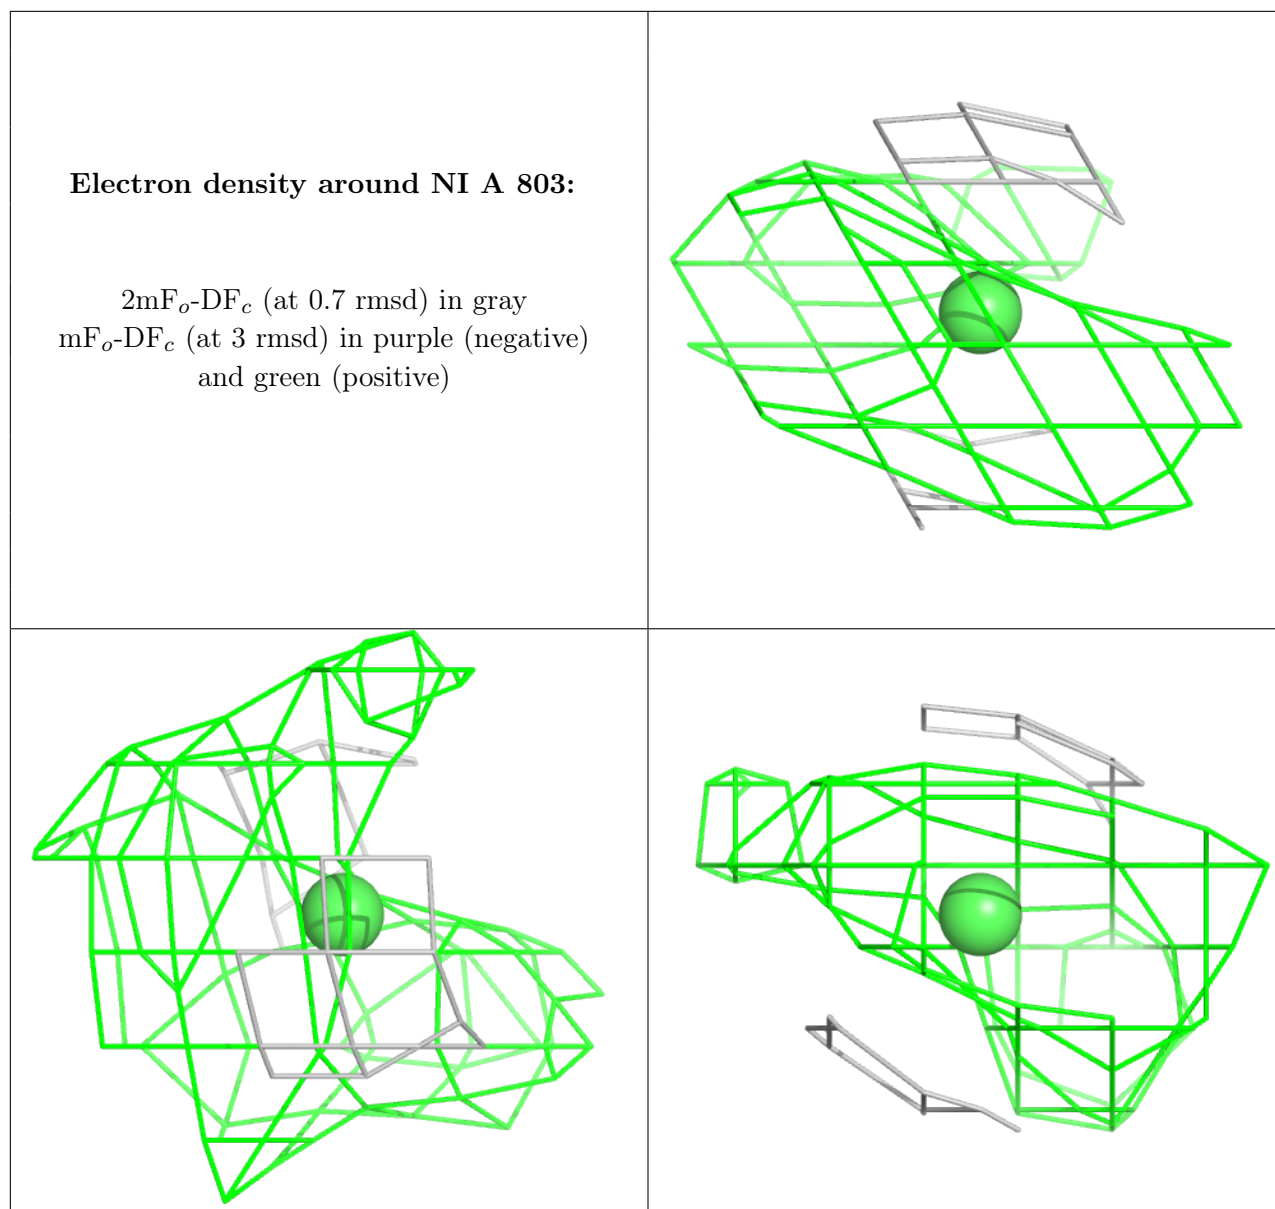 Electron density around NI A 803:
2mFo-DFc (at 0.7 rmsd) in gray
mFo-DFc (at 3 rmsd) in purple (negative)
and green (positive)